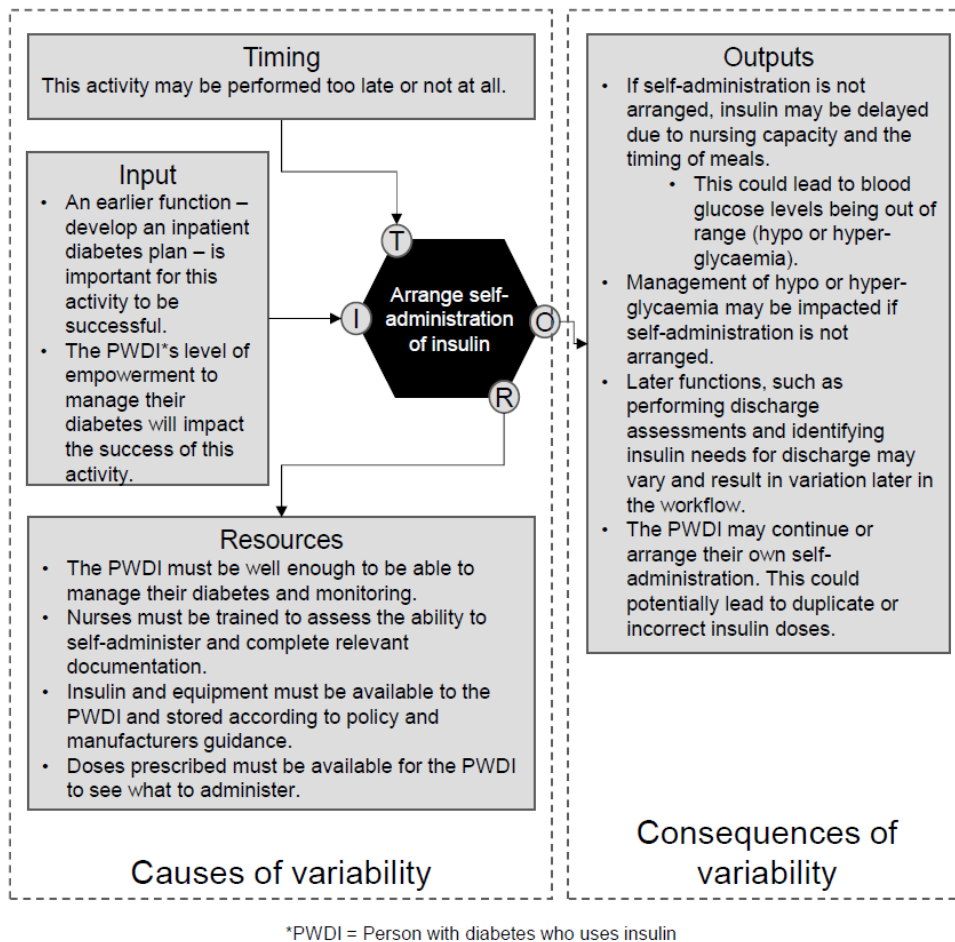 Timing
This activity may be performed too late or not at all.
Input
• An earlier function –
develop an inpatient
diabetes plan – is
important for this
activity to be
successful.
• The PWDI*s level of
empowerment to
manage their
diabetes will impact
the success of this
activity.
T
I
Arrange self-
administration
of insulin
O
R
Resources
• The PWDI must be well enough to be able to
manage their diabetes and monitoring.
• Nurses must be trained to assess the ability to
self-administer and complete relevant
documentation.
• Insulin and equipment must be available to the
PWDI and stored according to policy and
manufacturers guidance.
• Doses prescribed must be available for the PWDI
to see what to administer.
Causes of variability
Outputs
• If self-administration is not
arranged, insulin may be delayed
due to nursing capacity and the
timing of meals.
• This could lead to blood
glucose levels being out of
range (hypo or hyper-
glycaemia).
• Management of hypo or hyper-
glycaemia may be impacted if
self-administration is not
arranged.
• Later functions, such as
performing discharge
assessments and identifying
insulin needs for discharge may
vary and result in variation later in
the workflow.
• The PWDI may continue or
arrange their own self-
administration. This could
potentially lead to duplicate or
incorrect insulin doses.
Consequences of
variability
*PWDI = Person with diabetes who uses insulin